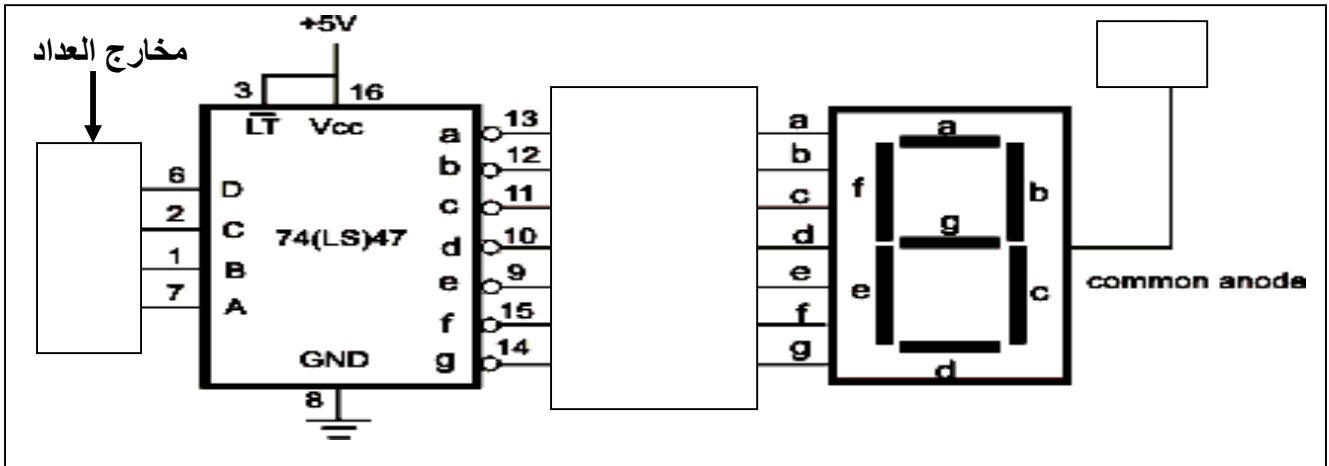 +5V
مخارج العداد
3 16
LT Vcc
a 13 a a
b 12 b
6 D
c 11 c f b
2 C
74(LS)47
d 10 d g
1 B
e 9 e e c common anode
7 A
f 15 f
GND
g 14 g d
8